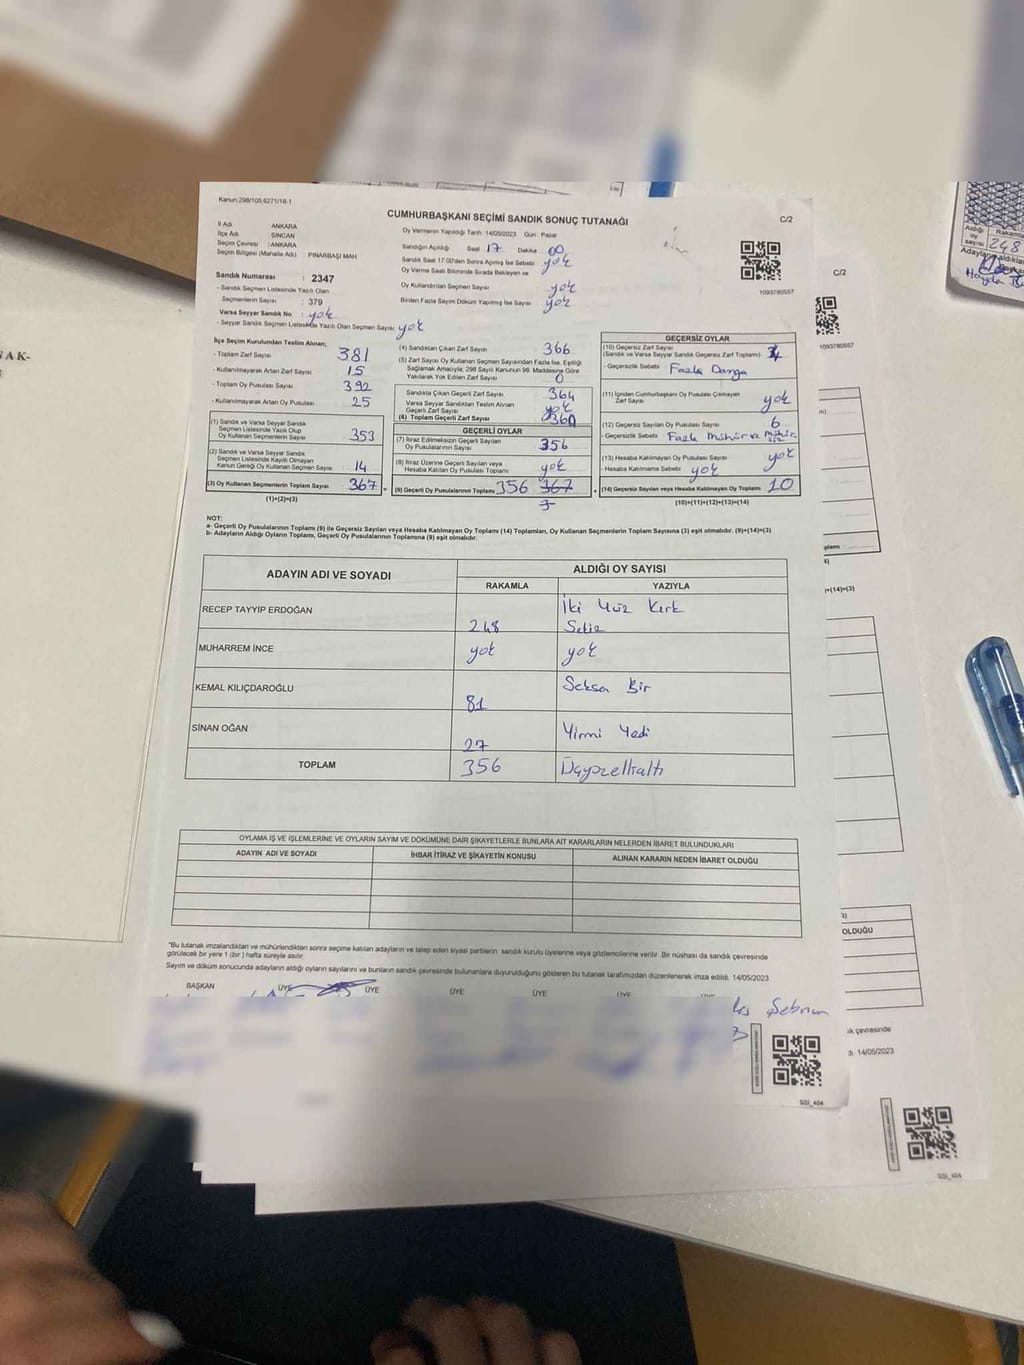 Kanun:298/105;6271/18-1
CUMHURBAŞKANI SEÇİMİ SANDIK SONUÇ TUTANAĞI
C/2
İl Adı : ANKARA
İlçe Adı : SİNCAN
Seçim Çevresi : ANKARA
Seçim Bölgesi (Mahalle Adı) : PINARBAŞI MAH
Sandık Numarası : 2347
- Sandık Seçmen Listesinde Yazılı Olan
Seçmenlerin Sayısı : 379
Varsa Seyyar Sandık No : yok
- Seyyar Sandık Seçmen Listesinde Yazılı Olan Seçmen Sayısı yok
Oy Vermenin Yapıldığı Tarih: 14/05/2023 Gün : Pazar
Sandığın Açıldığı Saat 17 Dakika 00
Sandık Saat 17:00'den Sonra Açılmış İse Sebebi yok
Oy Verme Saati Bitiminde Sırada Bekleyen ve
Oy Kullandırılan Seçmen Sayısı yok
Birden Fazla Sayım Döküm Yapılmış İse Sayısı yok
1093780557
İlçe Seçim Kurulundan Teslim Alınan;
- Toplam Zarf Sayısı 381
- Kullanılmayarak Artan Zarf Sayısı 15
- Toplam Oy Pusulası Sayısı 392
- Kullanılmayarak Artan Oy Pusulası 25
(1) Sandık ve Varsa Seyyar Sandık
Seçmen Listesinde Yazılı Olup
Oy Kullanan Seçmenlerin Sayısı 353
(2) Sandık ve Varsa Seyyar Sandık
Seçmen Listesinde Kayıtlı Olmayan
Kanun Gereği Oy Kullanan Seçmen Sayısı 14
(3) Oy Kullanan Seçmenlerin Toplam Sayısı 367
(1)+(2)=(3)
(4) Sandıktan Çıkan Zarf Sayısı 366
(5) Zarf Sayısı Oy Kullanan Seçmen Sayısından Fazla İse, Eşitliği
Sağlamak Amacıyla; 298 Sayılı Kanunun 98. Maddesine Göre
Yakılarak Yok Edilen Zarf Sayısı 0
Sandıkta Çıkan Geçerli Zarf Sayısı 364
Varsa Seyyar Sandıktan Teslim Alınan
Geçerli Zarf Sayısı yok
(6) Toplam Geçerli Zarf Sayısı
GEÇERLİ OYLAR
(7) İtiraz Edilmeksizin Geçerli Sayılan
Oy Pusulalarının Sayısı 356
(8) İtiraz Üzerine Geçerli Sayılan veya
Hesaba Katılan Oy Pusulası Toplamı yok
(9) Geçerli Oy Pusulalarının Toplamı 356 367
GEÇERSİZ OYLAR
(10) Geçersiz Zarf Sayısı
(Sandık ve Varsa Seyyar Sandık Geçersiz Zarf Toplamı)
- Geçersizlik Sebebi Fazla Damga
(11) İçinden Cumhurbaşkanı Oy Pusulası Çıkmayan
Zarf Sayısı yok
(12) Geçersiz Sayılan Oy Pusulası Sayısı 6
- Geçersizlik Sebebi Fazla Mühür ve
(13) Hesaba Katılmayan Oy Pusulası Sayısı yok
- Hesaba Katılmama Sebebi yok
(14) Geçersiz Sayılan veya Hesaba Katılmayan Oy Toplamı 10
(10)+(11)+(12)+(13)=(14)
NOT:
a- Geçerli Oy Pusulalarının Toplamı (9) ile Geçersiz Sayılan veya Hesaba Katılmayan Oy Toplamı (14) Toplamları, Oy Kullanan Seçmenlerin Toplam Sayısına (3) eşit olmalıdır. (9)+(14)=(3)
b- Adayların Aldığı Oyların Toplamı, Geçerli Oy Pusulalarının Toplamına (9) eşit olmalıdır.
ADAYIN ADI VE SOYADI
ALDIĞI OY SAYISI
RAKAMLA YAZIYLA
RECEP TAYYİP ERDOĞAN 248 İki Yüz Kırk
Sekiz
MUHARREM İNCE yok yok
KEMAL KILIÇDAROĞLU 81 Seksen Bir
SİNAN OĞAN 27 Yirmi Yedi
TOPLAM 356 Üçyüzellialtı
OYLAMA İŞ VE İŞLEMLERİNE VE OYLARIN SAYIM VE DÖKÜMÜNE DAİR ŞİKAYETLERLE BUNLARA AİT KARARLARIN NELERDEN İBARET BULUNDUKLARI
ADAYIN ADI VE SOYADI
İHBAR İTİRAZ VE ŞİKAYETİN KONUSU
ALINAN KARARIN NEDEN İBARET OLDUĞU
"Bu tutanak imzalandıktan ve mühürlendikten sonra seçime katılan adayların ve talep eden siyasi partilerin sandık kurulu üyelerine veya gözlemcilerine verilir. Bir nüshası da sandık çevresinde
görülecek bir yere 1 (bir ) hafta süreyle asılır.
Sayım ve döküm sonucunda adayların aldığı oyların sayılarını ve bunların sandık çevresinde bulunanlara duyurulduğunu gösteren bu tutanak tarafımızdan düzenlenerek imza edildi. 14/05/2023
BAŞKAN ÜYE ÜYE ÜYE ÜYE ÜYE
SSI_404
C/2
1093780557
)+(14)=(3)
OLDUĞU
ık çevresinde
di. 14/05/2023
SSI_404
Aldığı
oy
sayısı
Rakamla
248
NAK-